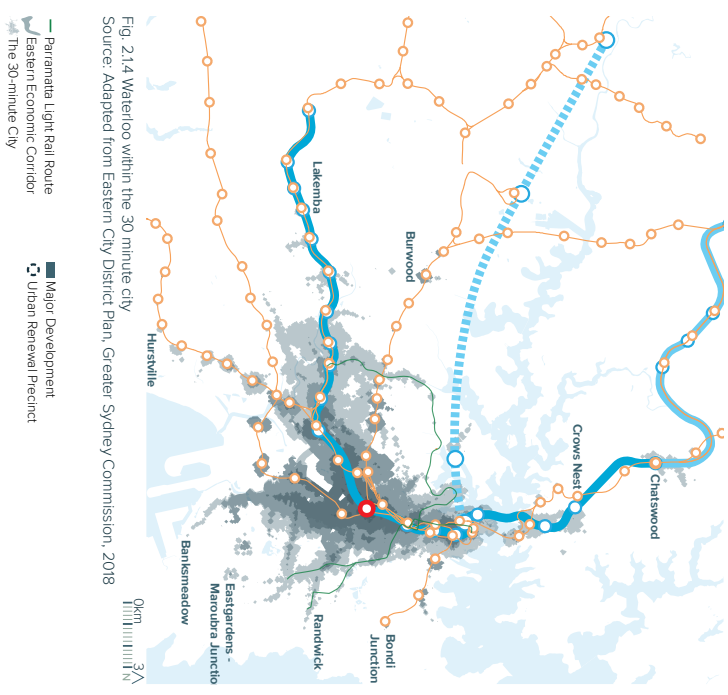 Chatswood
Crows Nest
Burwood
Lakemba
Hurstville
Bondi
Junction
Randwick
Eastgardens -
Maroubra Junctio
Banksmeadow
0km
3
N
Fig. 2.1.4 Waterloo within the 30 minute city
Source: Adapted from Eastern City District Plan, Greater Sydney Commission, 2018
Parramatta Light Rail Route
Eastern Economic Corridor
The 30-minute City
Major Development
Urban Renewal Precinct